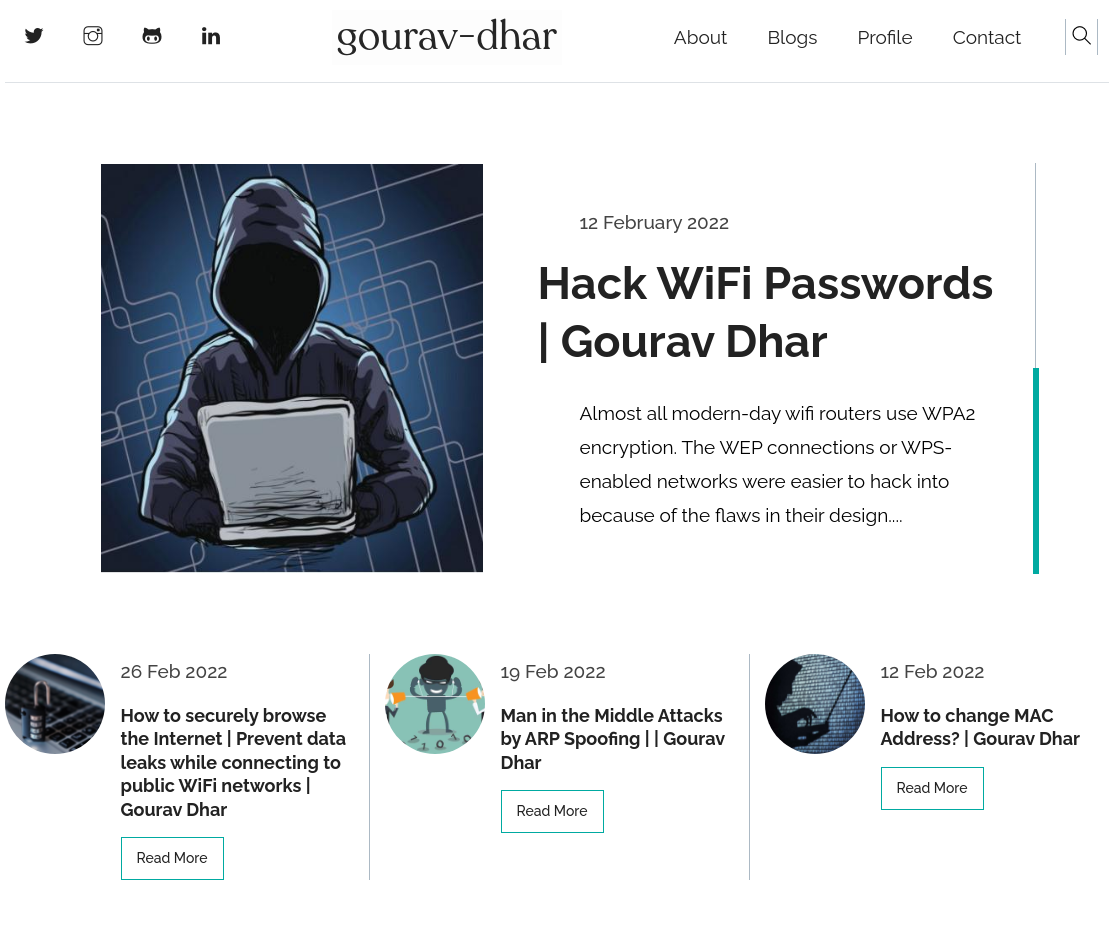 gourav-dhar
About
Blogs
Profile
Contact
12 February 2022
Hack WiFi Passwords
| Gourav Dhar
Almost all modern-day wifi routers use WPA2
encryption. The WEP connections or WPS-
enabled networks were easier to hack into
because of the flaws in their design....
26 Feb 2022
How to securely browse
the Internet | Prevent data
leaks while connecting to
public WiFi networks |
Gourav Dhar
Read More
19 Feb 2022
Man in the Middle Attacks
by ARP Spoofing | | Gourav
Dhar
Read More
12 Feb 2022
How to change MAC
Address? | Gourav Dhar
Read More